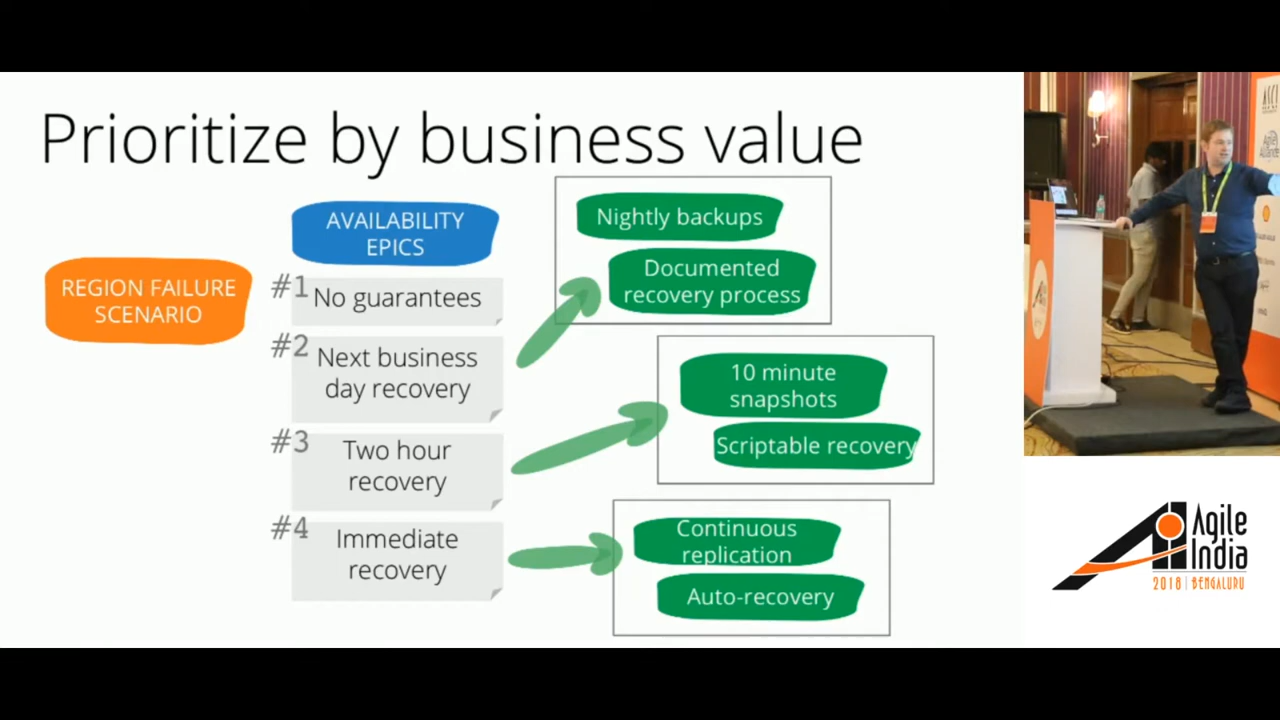 Prioritize by business value
REGION FAILURE
SCENARIO
AVAILABILITY
EPICS
#1
No guarantees
#2
Next business
day recovery
#3
Two hour
recovery
#4
Immediate
recovery
Nightly backups
Documented
recovery process
10 minute
snapshots
Scriptable recovery
Continuous
replication
Auto-recovery
Agile
India
2018 | BENGALURU